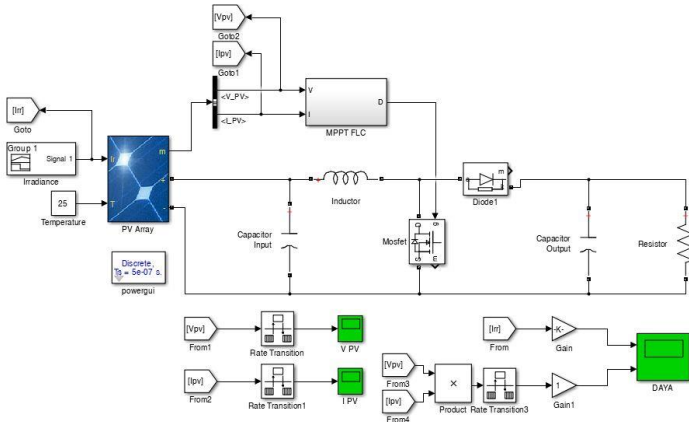 [Vpv]
Goto2
[Ipv]
Goto1
<V_PV>
<I_PV>
V
I
D
MPPT FLC
[Irr]
Goto
Group 1
Signal 1
Irradiance
25
Temperature
Ir
T
m
+
-
PV Array
Capacitor
Input
Inductor
Mosfet
g
D
S
m
Diode1
a
k
m
Capacitor
Output
Resistor
Discrete,
Ts = 5e-07 s.
powergui
[Vpv]
From1
Rate Transition
V PV
[Ipv]
From2
Rate Transition1
I PV
[Vpv]
From3
[Ipv]
From4
×
Product
Rate Transition3
1
Gain1
[Irr]
From
-K-
Gain
DAYA